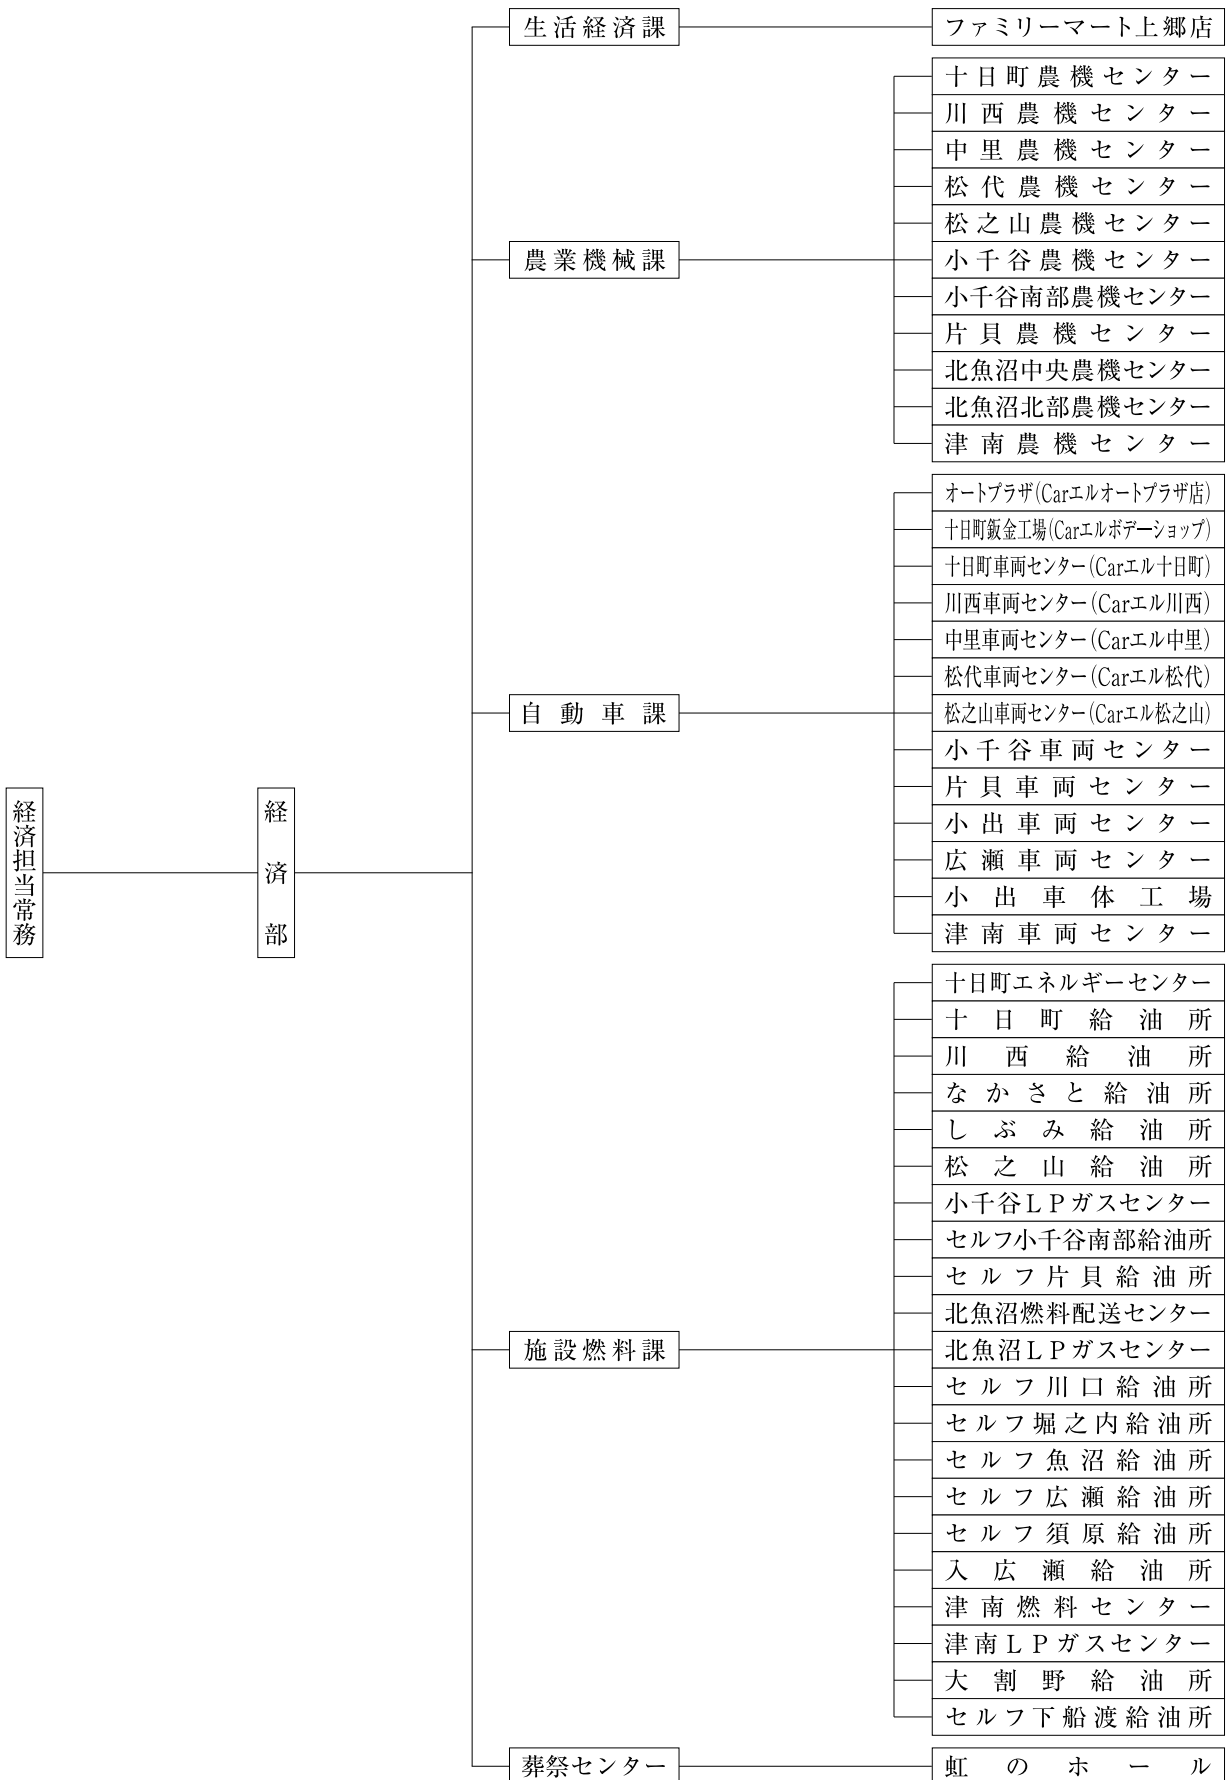 経済担当常務
経済部
生活経済課
ファミリーマート上郷店
農業機械課
十日町農機センター
川西農機センター
中里農機センター
松代農機センター
松之山農機センター
小千谷農機センター
小千谷南部農機センター
片貝農機センター
北魚沼中央農機センター
北魚沼北部農機センター
津南農機センター
自動車課
オートプラザ(Carエルオートプラザ店)
十日町鈑金工場(Carエルボデーショップ)
十日町車両センター(Carエル十日町)
川西車両センター(Carエル川西)
中里車両センター(Carエル中里)
松代車両センター(Carエル松代)
松之山車両センター(Carエル松之山)
小千谷車両センター
片貝車両センター
小出車両センター
広瀬車両センター
小出車体工場
津南車両センター
施設燃料課
十日町エネルギーセンター
十日町給油所
川西給油所
なかさと給油所
しぶみ給油所
松之山給油所
小千谷ＬＰガスセンター
セルフ小千谷南部給油所
セルフ片貝給油所
北魚沼燃料配送センター
北魚沼ＬＰガスセンター
セルフ川口給油所
セルフ堀之内給油所
セルフ魚沼給油所
セルフ広瀬給油所
セルフ須原給油所
入広瀬給油所
津南燃料センター
津南ＬＰガスセンター
大割野給油所
セルフ下船渡給油所
葬祭センター
虹のホール